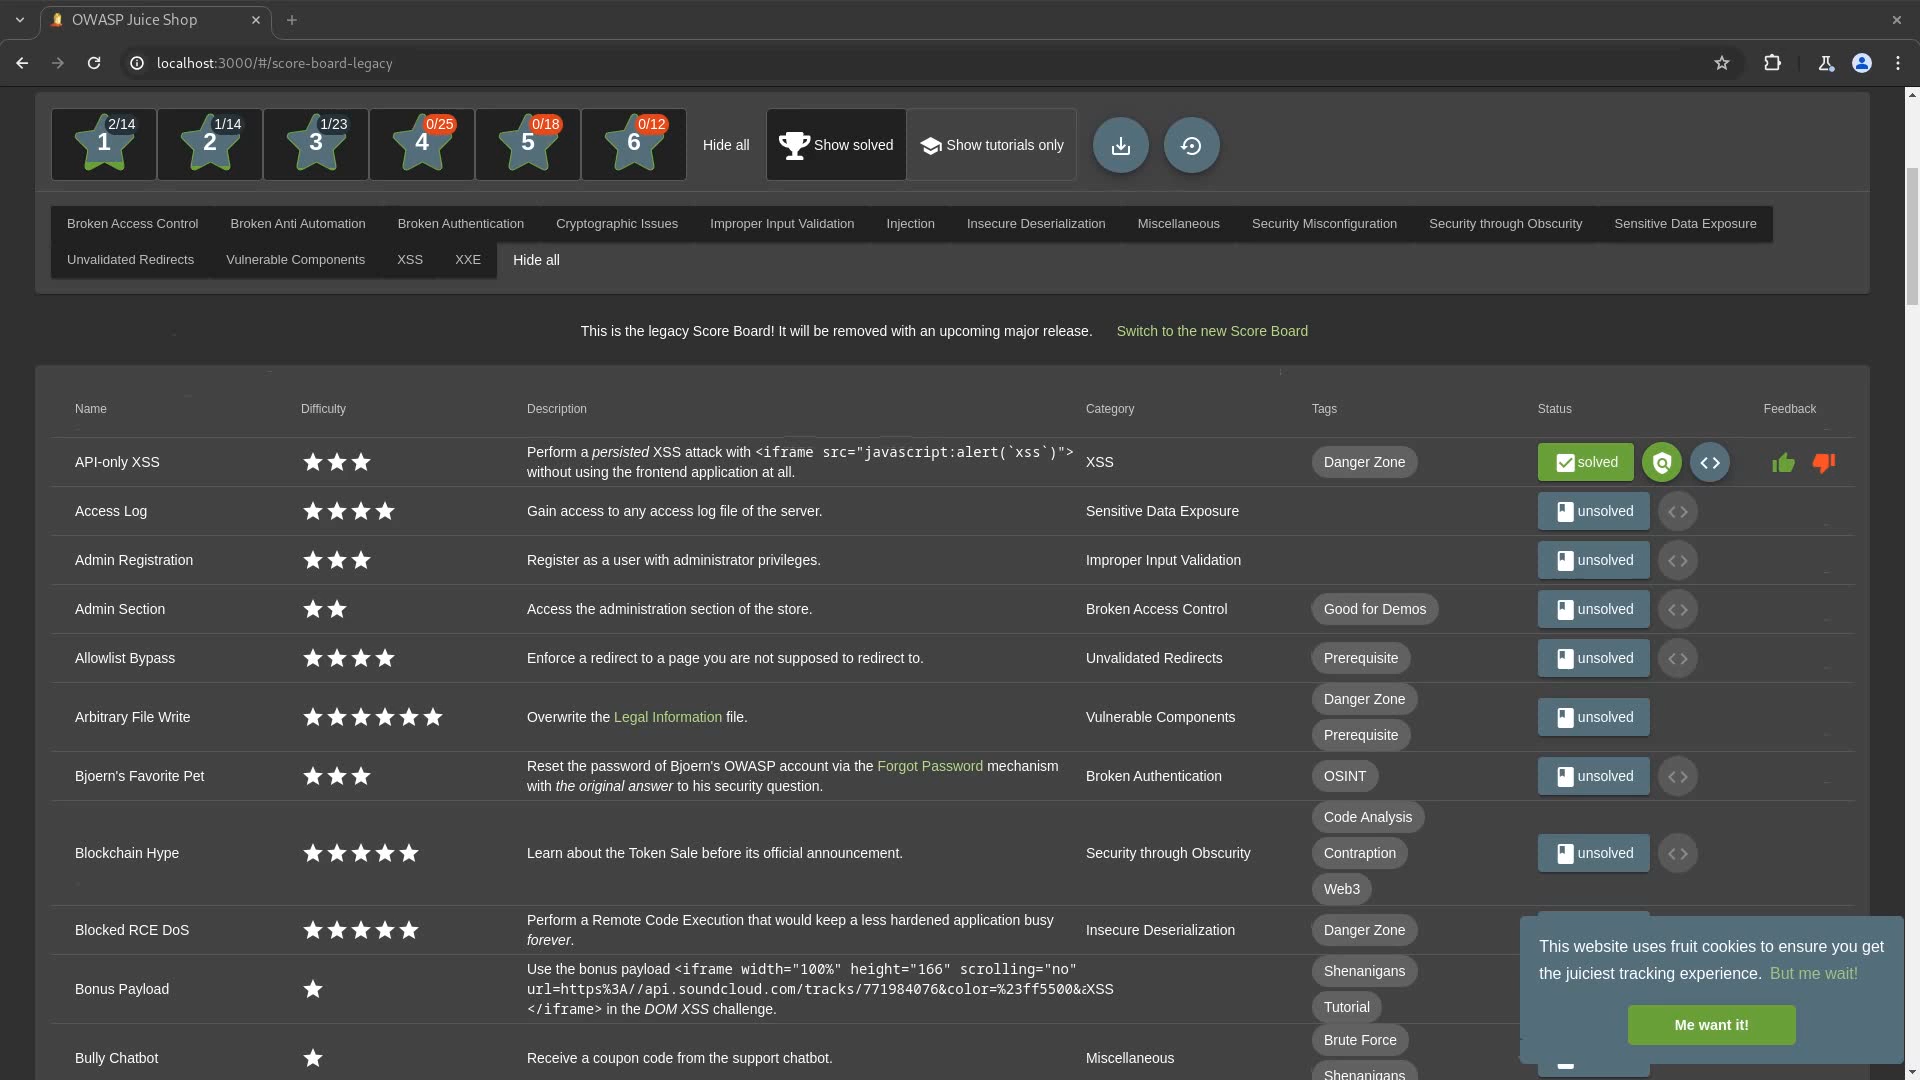 OWASP Juice Shop
localhost:3000/#/score-board-legacy
1 2/14 2 1/14 3 1/23 4 0/25 5 0/18 6 0/12 Hide all Show solved Show tutorials only
Broken Access Control Broken Anti Automation Broken Authentication Cryptographic Issues Improper Input Validation Injection Insecure Deserialization Miscellaneous Security Misconfiguration Security through Obscurity Sensitive Data Exposure
Unvalidated Redirects Vulnerable Components XSS XXE Hide all
This is the legacy Score Board! It will be removed with an upcoming major release. Switch to the new Score Board
Name Difficulty Description Category Tags Status Feedback
API-only XSS Perform a persisted XSS attack with <iframe src="javascript:alert(`xss`)">
without using the frontend application at all. XSS Danger Zone solved
Access Log Gain access to any access log file of the server. Sensitive Data Exposure unsolved
Admin Registration Register as a user with administrator privileges. Improper Input Validation unsolved
Admin Section Access the administration section of the store. Broken Access Control Good for Demos unsolved
Allowlist Bypass Enforce a redirect to a page you are not supposed to redirect to. Unvalidated Redirects Prerequisite unsolved
Arbitrary File Write Overwrite the Legal Information file. Vulnerable Components Danger Zone
Prerequisite unsolved
Bjoern's Favorite Pet Reset the password of Bjoern's OWASP account via the Forgot Password mechanism
with the original answer to his security question. Broken Authentication OSINT unsolved
Blockchain Hype Learn about the Token Sale before its official announcement. Security through Obscurity Code Analysis
Contraption
Web3 unsolved
Blocked RCE DoS Perform a Remote Code Execution that would keep a less hardened application busy
forever. Insecure Deserialization Danger Zone
Bonus Payload Use the bonus payload <iframe width="100%" height="166" scrolling="no"
url=https%3A//api.soundcloud.com/tracks/771984076&color=%23ff5500&a
</iframe> in the DOM XSS challenge. XSS Shenanigans
Tutorial
Bully Chatbot Receive a coupon code from the support chatbot. Miscellaneous Brute Force
Shenanigans
This website uses fruit cookies to ensure you get
the juiciest tracking experience. But me wait!
Me want it!